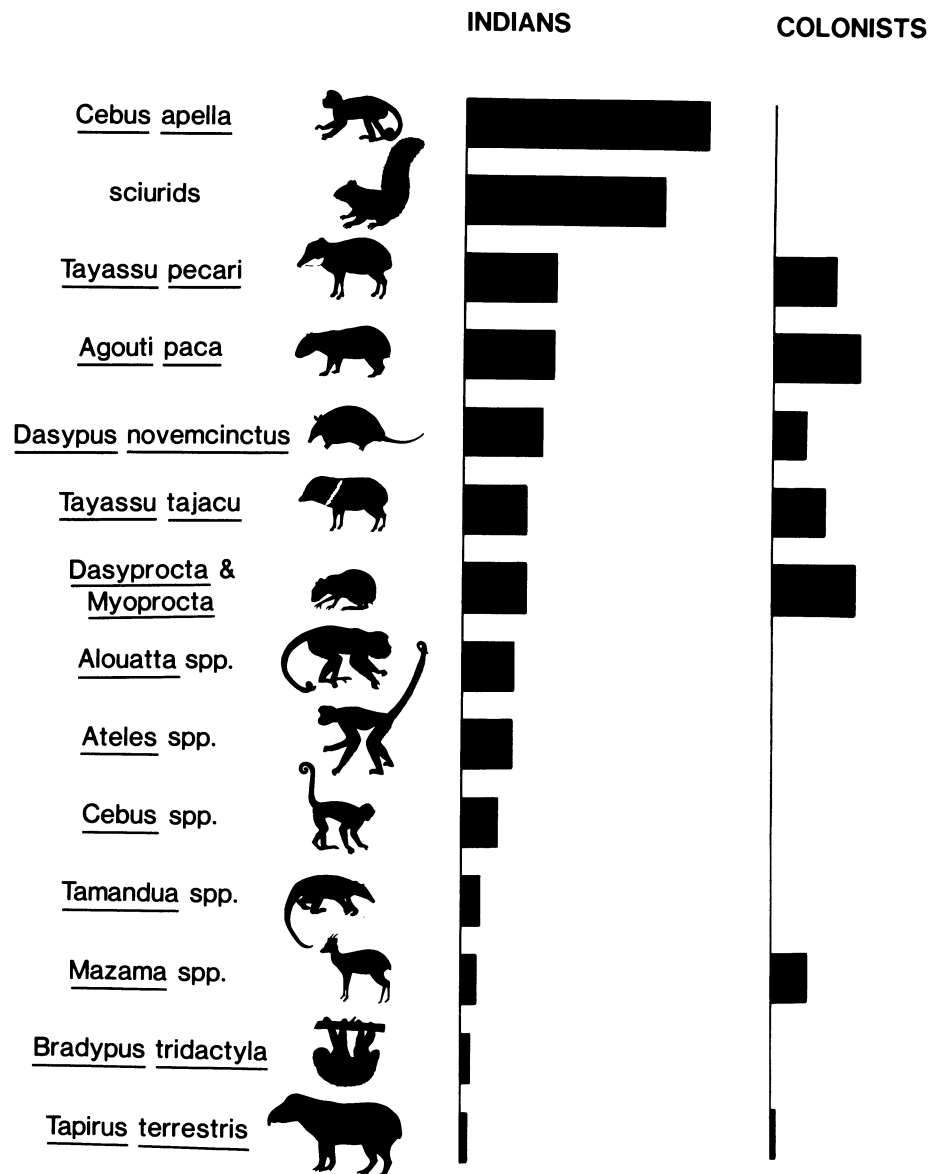 INDIANS COLONISTS
Cebus apella
sciurids
Tayassu pecari
Agouti paca
Dasypus novemcinctus
Tayassu tajacu
Dasyprocta &
Myoprocta
Alouatta spp.
Ateles spp.
Cebus spp.
Tamandua spp.
Mazama spp.
Bradypus tridactyla
Tapirus terrestris